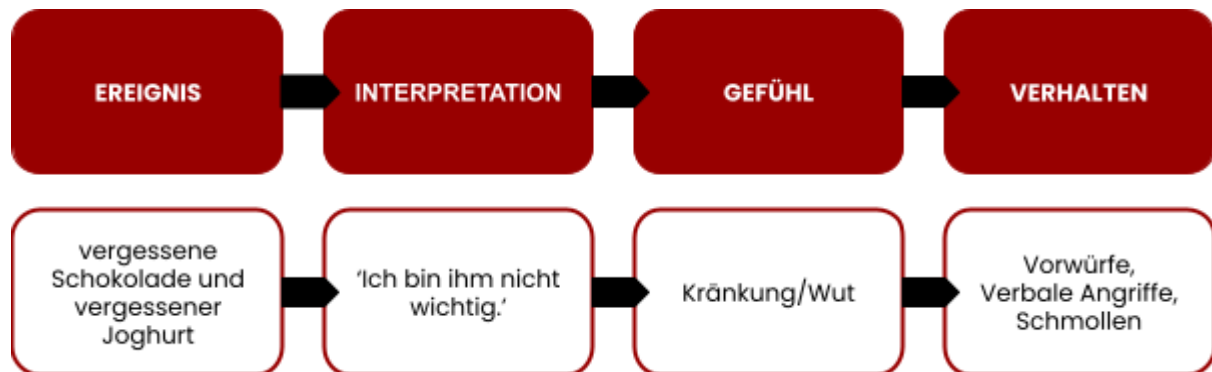 EREIGNIS
INTERPRETATION
GEFÜHL
VERHALTEN
vergessene
Schokolade und
vergessener
Joghurt
‘Ich bin ihm nicht
wichtig.’
Kränkung/Wut
Vorwürfe,
Verbale Angriffe,
Schmollen